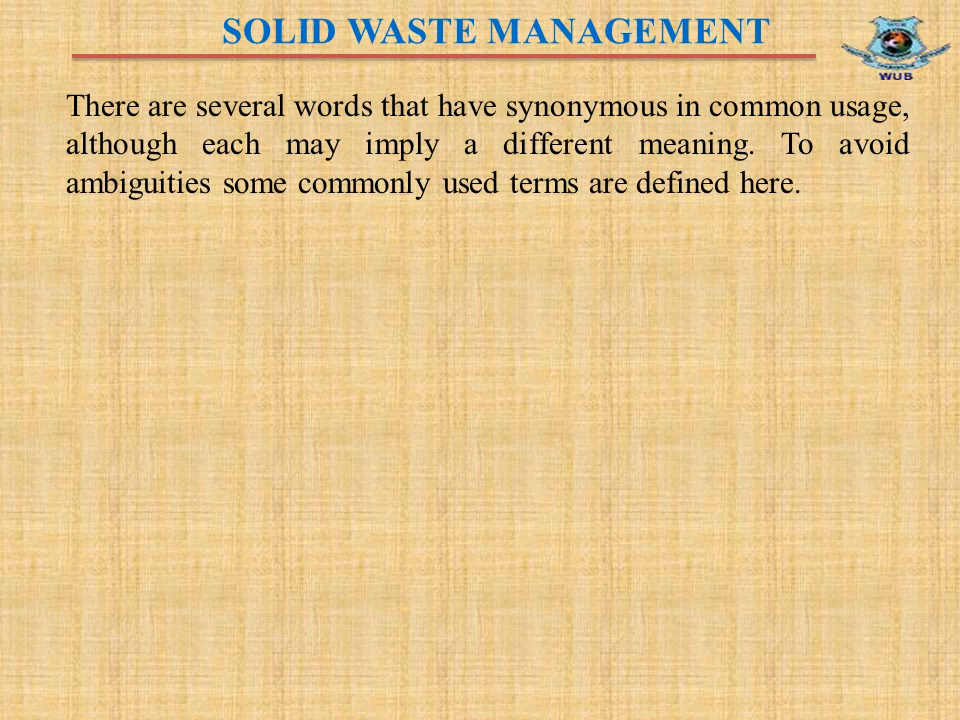 SOLID WASTE MANAGEMENT
WUB
There are several words that have synonymous in common usage,
although each may imply a different meaning. To avoid
ambiguities some commonly used terms are defined here.